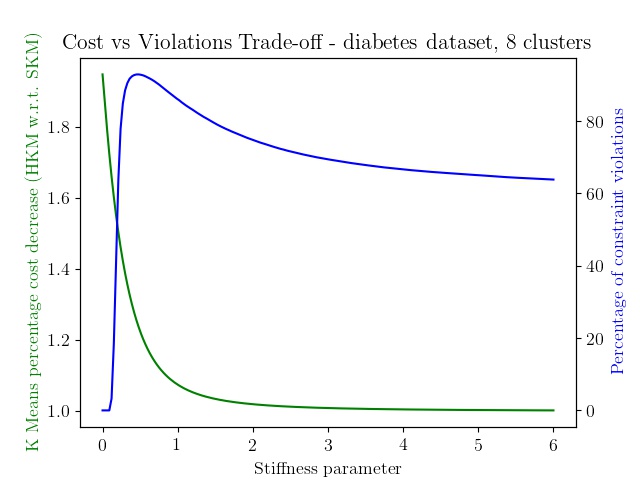 Cost vs Violations Trade-off - diabetes dataset, 8 clusters
K Means percentage cost decrease (HKM w.r.t. SKM)
1.8
1.6
1.4
1.2
1.0
80
60
40
20
0
Percentage of constraint violations
0 1 2 3 4 5 6
Stiffness parameter